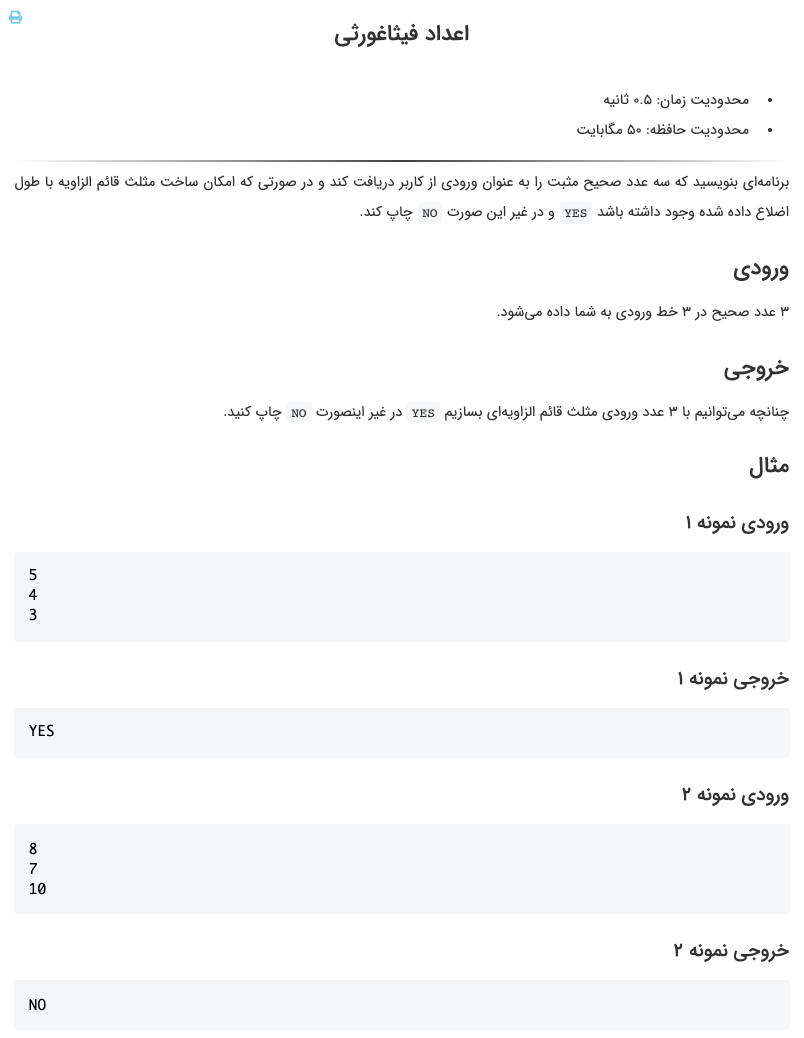 اعداد فیثاغورثی
• محدودیت زمان: ۰.۵ ثانیه
• محدودیت حافظه: ۵۰ مگابایت
برنامه‌ای بنویسید که سه عدد صحیح مثبت را به عنوان ورودی از کاربر دریافت کند و در صورتی که امکان ساخت مثلث قائم الزاویه با طول
اضلاع داده شده وجود داشته باشد YES و در غیر این صورت NO چاپ کند.
ورودی
۳ عدد صحیح در ۳ خط ورودی به شما داده می‌شود.
خروجی
چنانچه می‌توانیم با ۳ عدد ورودی مثلث قائم الزاویه‌ای بسازیم YES در غیر اینصورت NO چاپ کنید.
مثال
ورودی نمونه ۱
5
4
3
خروجی نمونه ۱
YES
ورودی نمونه ۲
8
7
10
خروجی نمونه ۲
NO